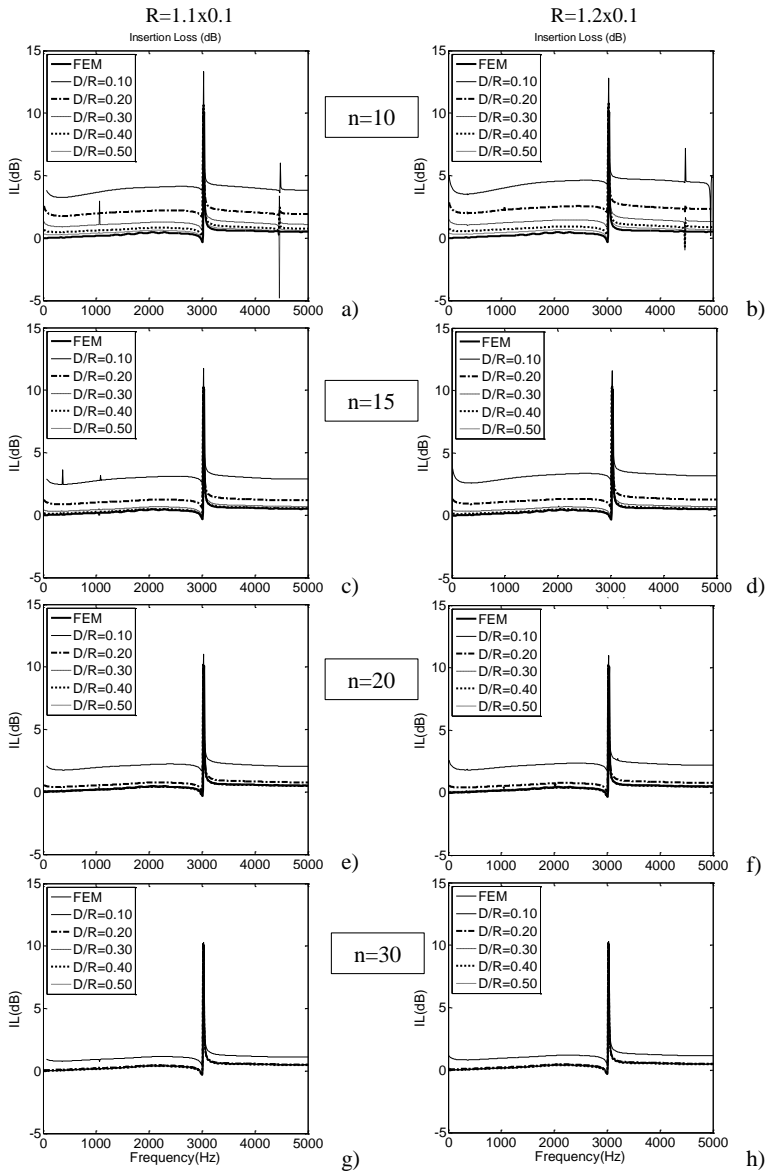 R=1.1x0.1
R=1.2x0.1
Insertion Loss (dB)
Insertion Loss (dB)
15
10
5
0
-5
IL(dB)
FEM
D/R=0.10
D/R=0.20
D/R=0.30
D/R=0.40
D/R=0.50
0 1000 2000 3000 4000 5000
a)
n=10
15
10
5
0
-5
IL(dB)
FEM
D/R=0.10
D/R=0.20
D/R=0.30
D/R=0.40
D/R=0.50
0 1000 2000 3000 4000 5000
b)
15
10
5
0
-5
IL(dB)
FEM
D/R=0.10
D/R=0.20
D/R=0.30
D/R=0.40
D/R=0.50
0 1000 2000 3000 4000 5000
c)
n=15
15
10
5
0
-5
IL(dB)
FEM
D/R=0.10
D/R=0.20
D/R=0.30
D/R=0.40
D/R=0.50
0 1000 2000 3000 4000 5000
d)
15
10
5
0
-5
IL(dB)
FEM
D/R=0.10
D/R=0.20
D/R=0.30
D/R=0.40
D/R=0.50
0 1000 2000 3000 4000 5000
e)
n=20
15
10
5
0
-5
IL(dB)
FEM
D/R=0.10
D/R=0.20
D/R=0.30
D/R=0.40
D/R=0.50
0 1000 2000 3000 4000 5000
f)
15
10
5
0
-5
IL(dB)
FEM
D/R=0.10
D/R=0.20
D/R=0.30
D/R=0.40
D/R=0.50
0 1000 2000 3000 4000 5000
Frequency(Hz)
g)
n=30
15
10
5
0
-5
IL(dB)
FEM
D/R=0.10
D/R=0.20
D/R=0.30
D/R=0.40
D/R=0.50
0 1000 2000 3000 4000 5000
Frequency(Hz)
h)